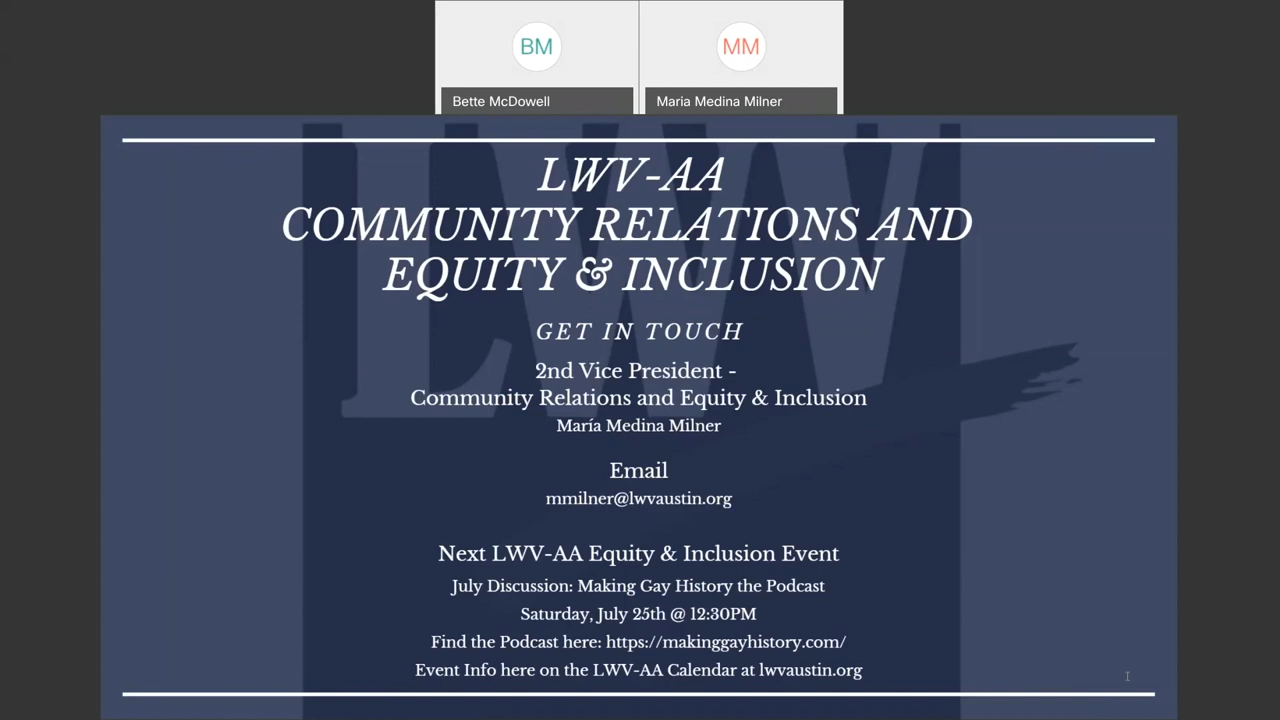 BM
MM
Bette McDowell
Maria Medina Milner
LWV
LWV-AA
COMMUNITY RELATIONS AND
EQUITY & INCLUSION
GET IN TOUCH
2nd Vice President -
Community Relations and Equity & Inclusion
María Medina Milner
Email
mmilner@lwvaustin.org
Next LWV-AA Equity & Inclusion Event
July Discussion: Making Gay History the Podcast
Saturday, July 25th @ 12:30PM
Find the Podcast here: https://makinggayhistory.com/
Event Info here on the LWV-AA Calendar at lwvaustin.org